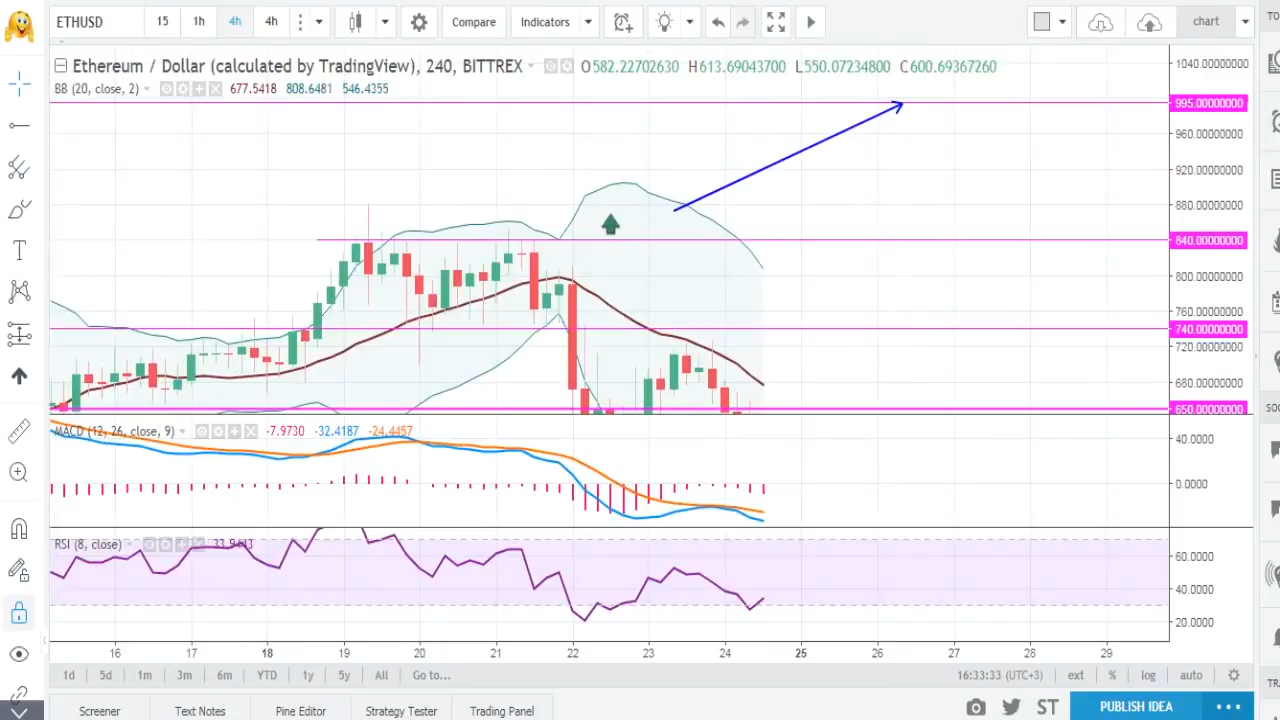 ETHUSD 15 1h 4h 4h Compare Indicators chart
Ethereum / Dollar (calculated by TradingView), 240, BITTREX O582.22702630 H613.69043700 L550.07234800 C600.69367260
BB (20, close, 2) 677.5418 808.6481 546.4355
1040.00000000
995.00000000
960.00000000
920.00000000
880.00000000
840.00000000
800.00000000
760.00000000
740.00000000
720.00000000
680.00000000
650.00000000
MACD (12, 26, close, 9) -7.9730 -32.4187 -24.4457
40.0000
0.0000
RSI (8, close) 33.9443
60.0000
40.0000
20.0000
16 17 18 19 20 21 22 23 24 25 26 27 28 29
1d 5d 1m 3m 6m YTD 1y 5y All Go to... 16:33:33 (UTC+3) ext % log auto
Screener Text Notes Pine Editor Strategy Tester Trading Panel ST PUBLISH IDEA